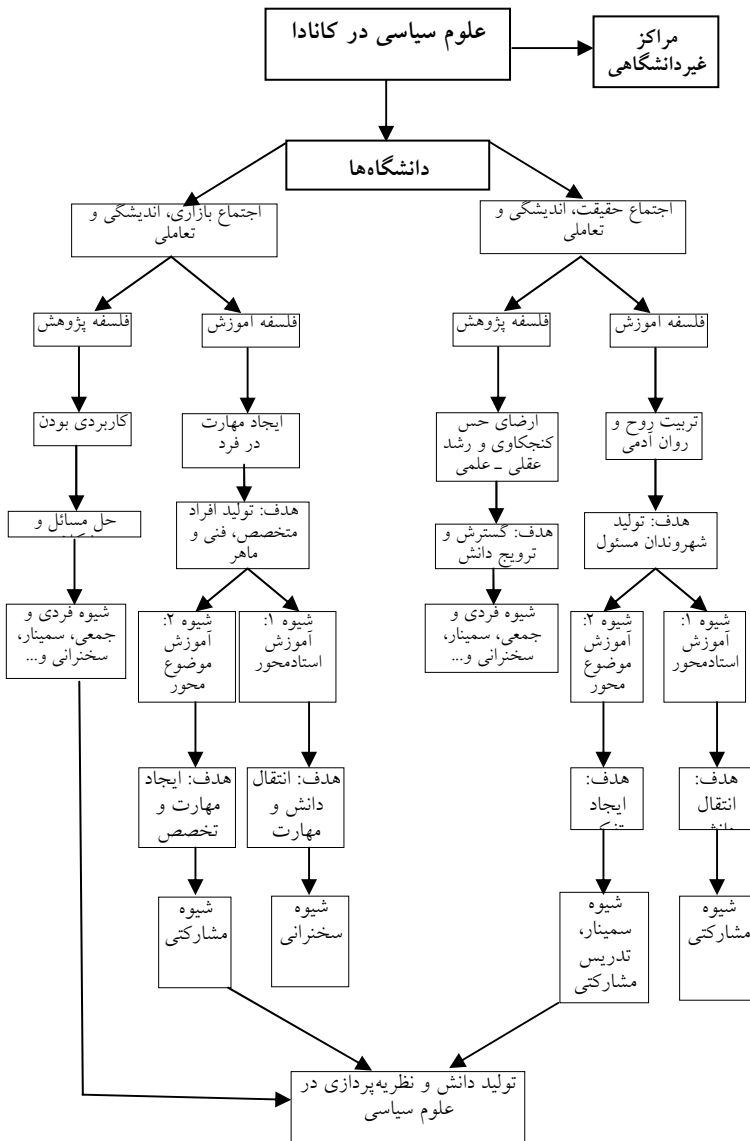 علوم سیاسی در کانادا
مراکز
غیردانشگاهی
دانشگاه‌ها
اجتماع حقیقت، اندیشگی و
تعاملی
اجتماع بازاری، اندیشگی و
تعاملی
فلسفه آموزش
فلسفه پژوهش
فلسفه آموزش
فلسفه پژوهش
تربیت روح و
روان آدمی
ارضای حس
کنجکاوی و رشد
عقلی ـ علمی
ایجاد مهارت
در فرد
کاربردی بودن
هدف: تولید
شهروندان مسئول
هدف: گسترش و
ترویج دانش
هدف: تولید افراد
متخصص، فنی و
ماهر
حل مسائل و
شیوه ۱:
آموزش
استادمحور
شیوه ۲:
آموزش
موضوع
محور
شیوه فردی و
جمعی، سمینار،
سخنرانی و...
شیوه ۱:
آموزش
استادمحور
شیوه ۲:
آموزش
موضوع
محور
شیوه فردی و
جمعی، سمینار،
سخنرانی و...
هدف:
انتقال
هدف:
ایجاد
هدف: انتقال
دانش و
مهارت
هدف: ایجاد
مهارت و
تخصص
شیوه
مشارکتی
شیوه
سمینار،
تدریس
مشارکتی
شیوه
سخنرانی
شیوه
مشارکتی
تولید دانش و نظریه‌پردازی در
علوم سیاسی